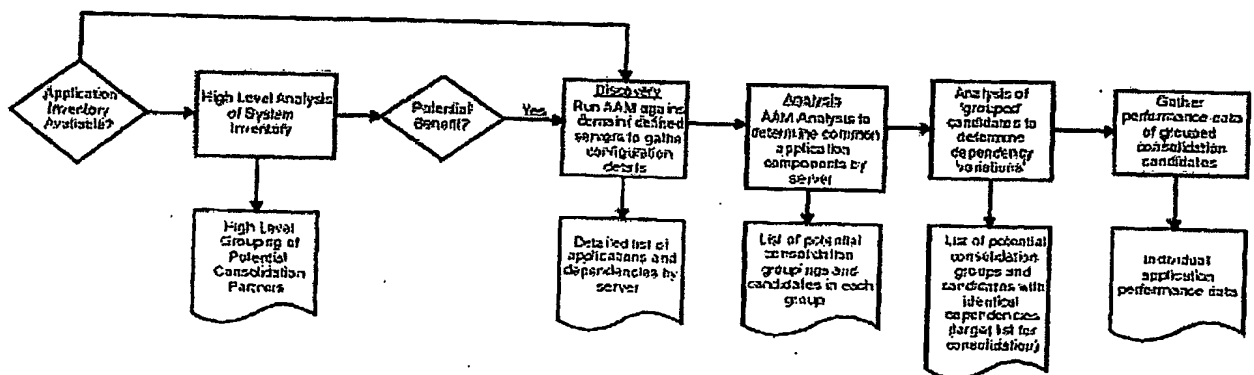 Application
Inventory
Available?
High Level Analysis
of System
Inventory
Potential
Benefit?
Yes
Discovery
Run AAM agains
domain/defined
servers to gains
configuration
details
Analysis
AAM Analysis to
determine common
application
components by
server
Analysis of
'grouped'
candidates to
determine
dependency
variations'
Gather
performance data
of grouped
consolidation
candidates
High Level
Grouping of
Potential
Consolidation
Partners
Detailed list of
applications and
dependencies by
server
List of potential
consolidation
groupings and
candidates in each
group
List of potential
consolidation
groups and
candidates with
identical
dependences
(target list for
consolidation)
Individual
application
performance data